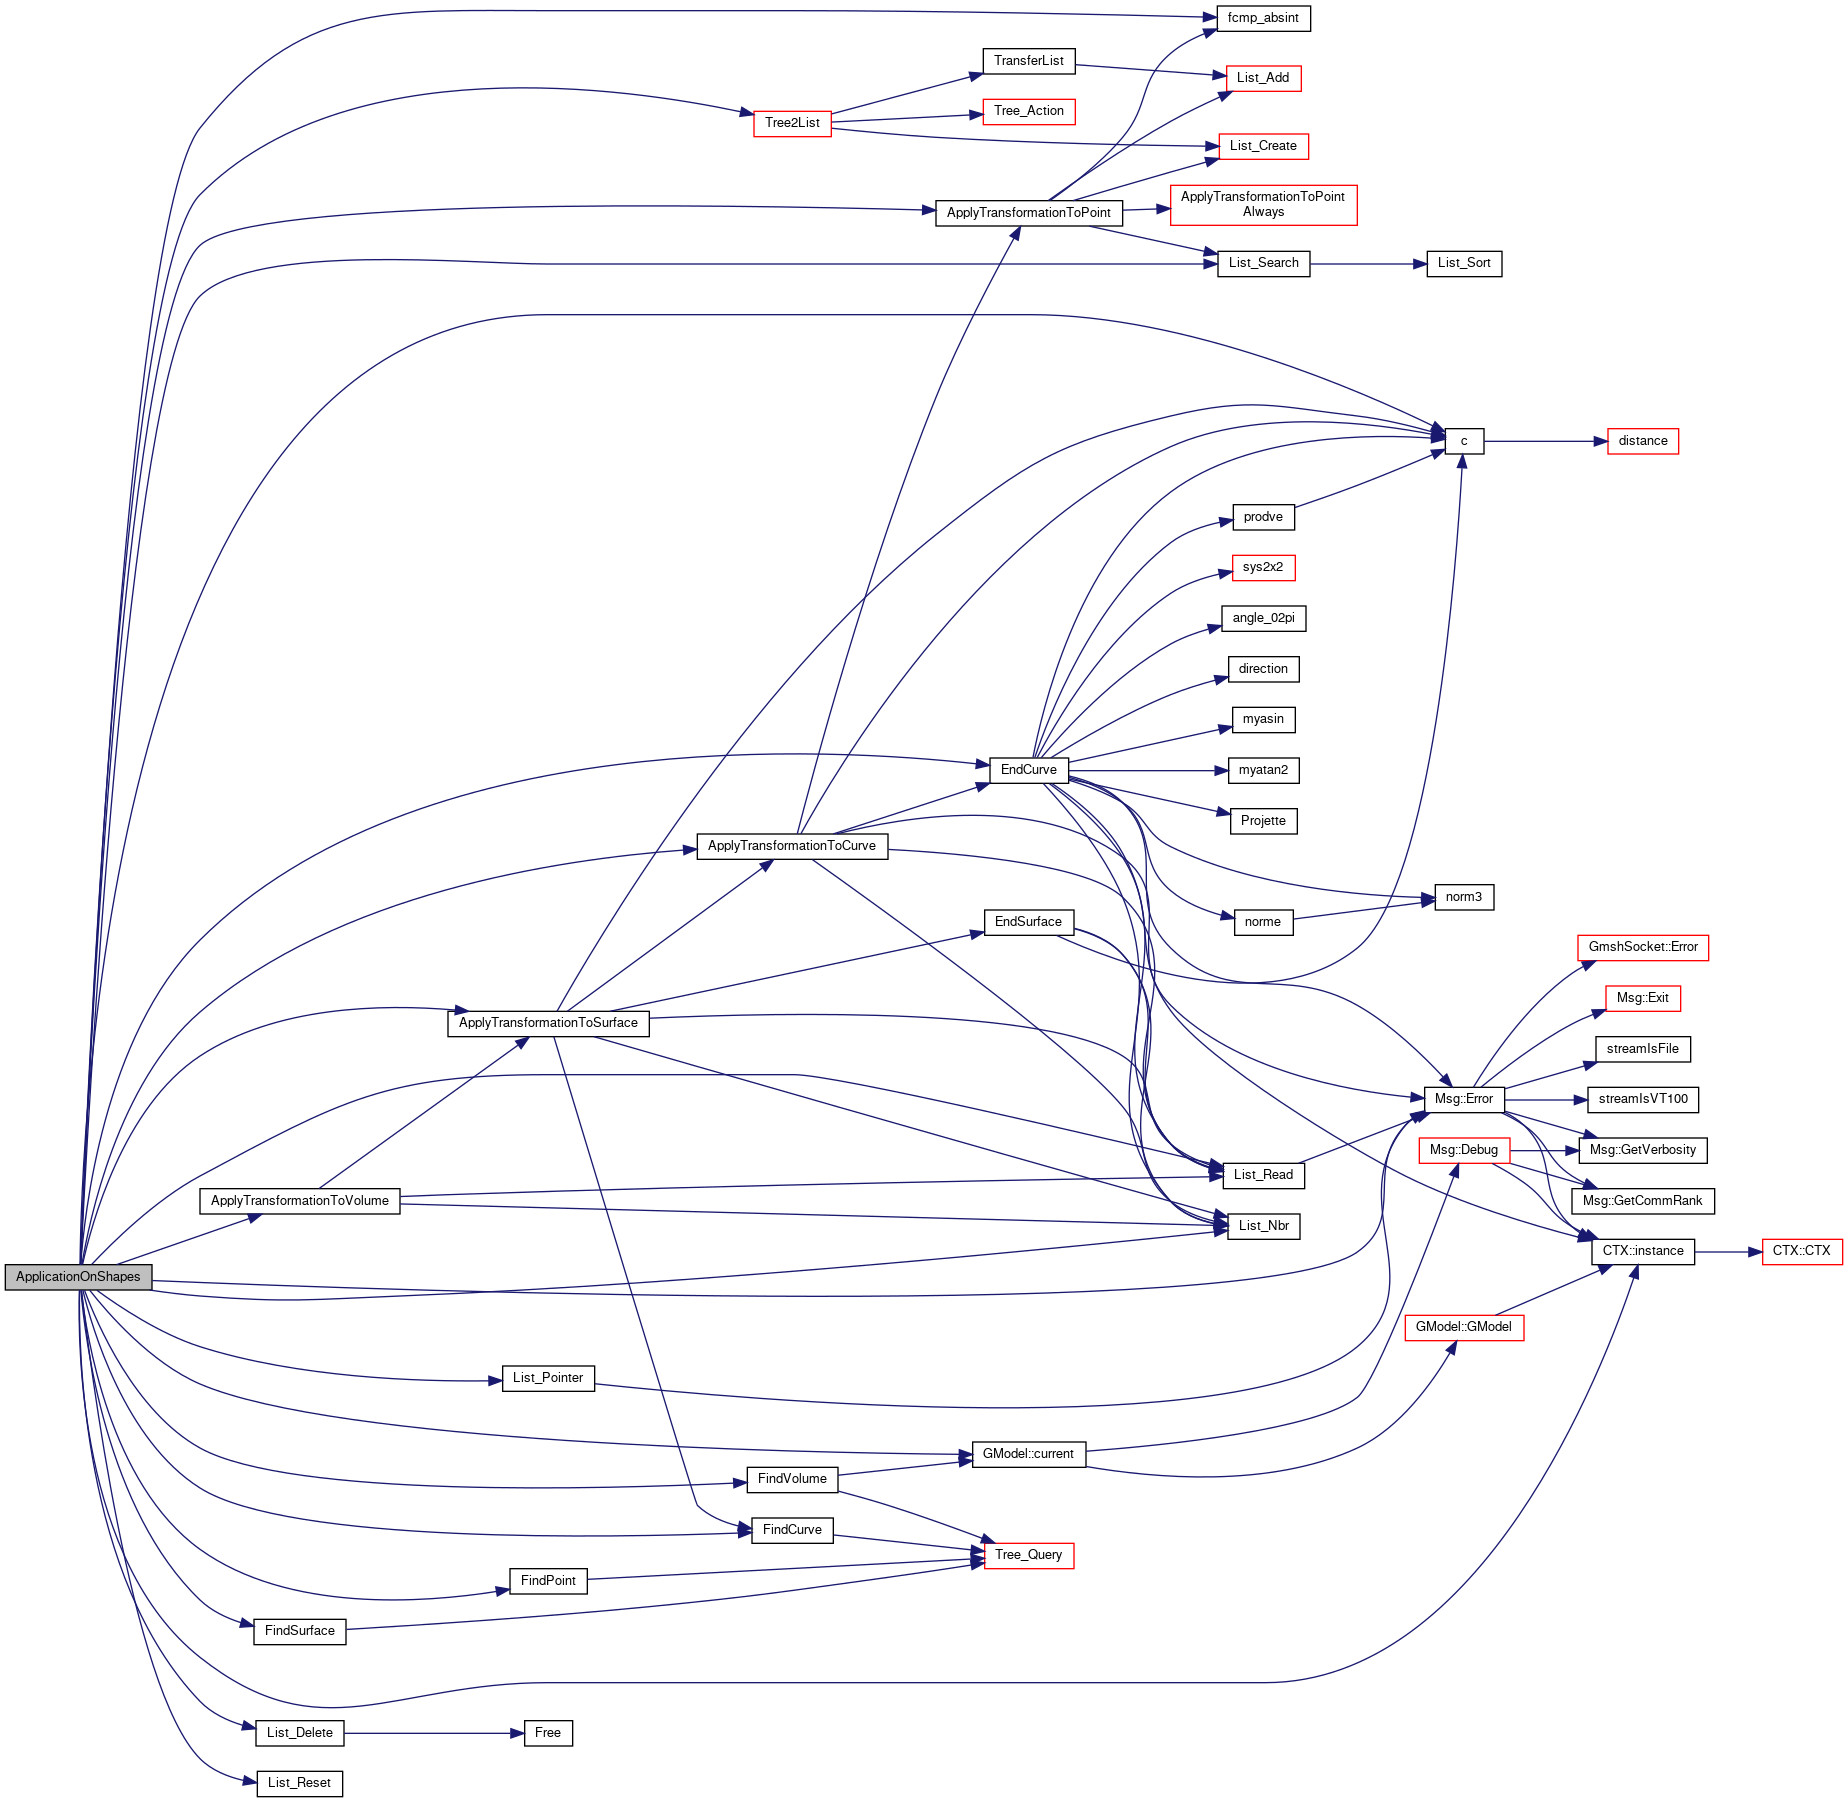 fcmp_absint
TransferList
List_Add
Tree2List
Tree_Action
List_Create
ApplyTransformationToPoint
ApplyTransformationToPoint
Always
List_Search
List_Sort
c
distance
prodve
sys2x2
angle_02pi
direction
myasin
EndCurve
myatan2
Projette
ApplyTransformationToCurve
norm3
EndSurface
norme
GmshSocket::Error
Msg::Exit
ApplyTransformationToSurface
streamIsFile
Msg::Error
streamIsVT100
Msg::Debug
Msg::GetVerbosity
List_Read
ApplyTransformationToVolume
Msg::GetCommRank
List_Nbr
CTX::instance
CTX::CTX
ApplicationOnShapes
GModel::GModel
List_Pointer
GModel::current
FindVolume
FindCurve
Tree_Query
FindPoint
FindSurface
List_Delete
Free
List_Reset